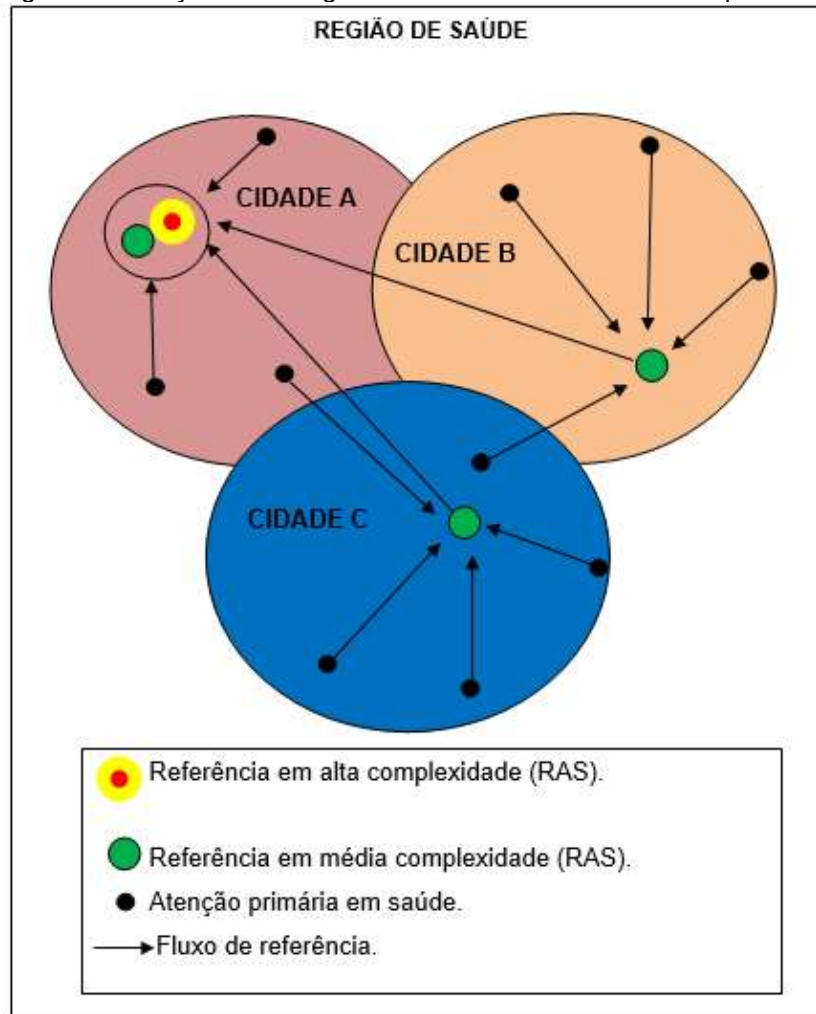 REGIÃO DE SAÚDE
CIDADE A
CIDADE B
CIDADE C
Referência em alta complexidade (RAS).
Referência em média complexidade (RAS).
Atenção primária em saúde.
Fluxo de referência.